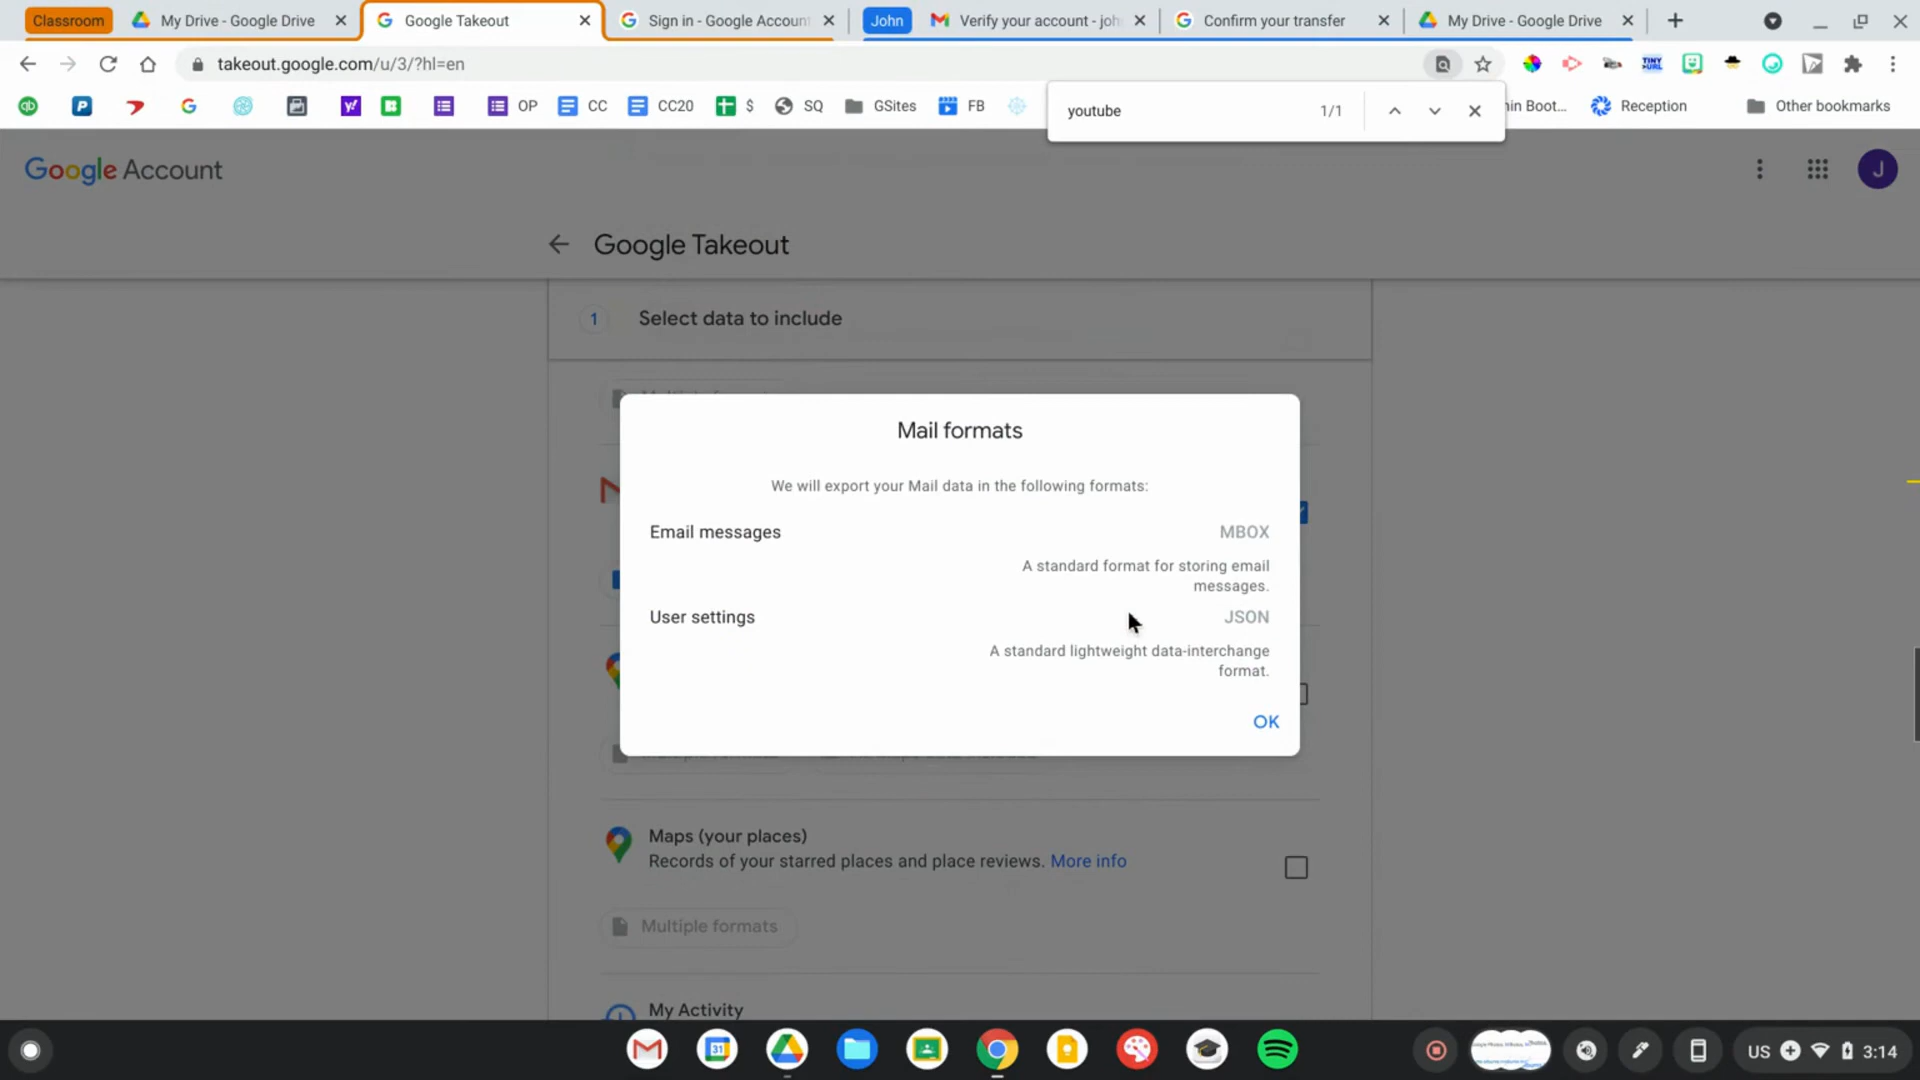 Classroom
My Drive - Google Drive
Google Takeout
Sign in - Google Accoun
John
Verify your account - joh
Confirm your transfer
My Drive - Google Drive
takeout.google.com/u/3/?hl=en
TINY
URL
OP
CC
CC20
$
SQ
GSites
FB
in Boot...
Reception
Other bookmarks
youtube
1/1
Google Account
J
Google Takeout
1
Select data to include
Mail formats
We will export your Mail data in the following formats:
Email messages
MBOX
A standard format for storing email
messages.
User settings
JSON
A standard lightweight data-interchange
format.
OK
Maps (your places)
Records of your starred places and place reviews. More info
Multiple formats
My Activity
31
US
3:14